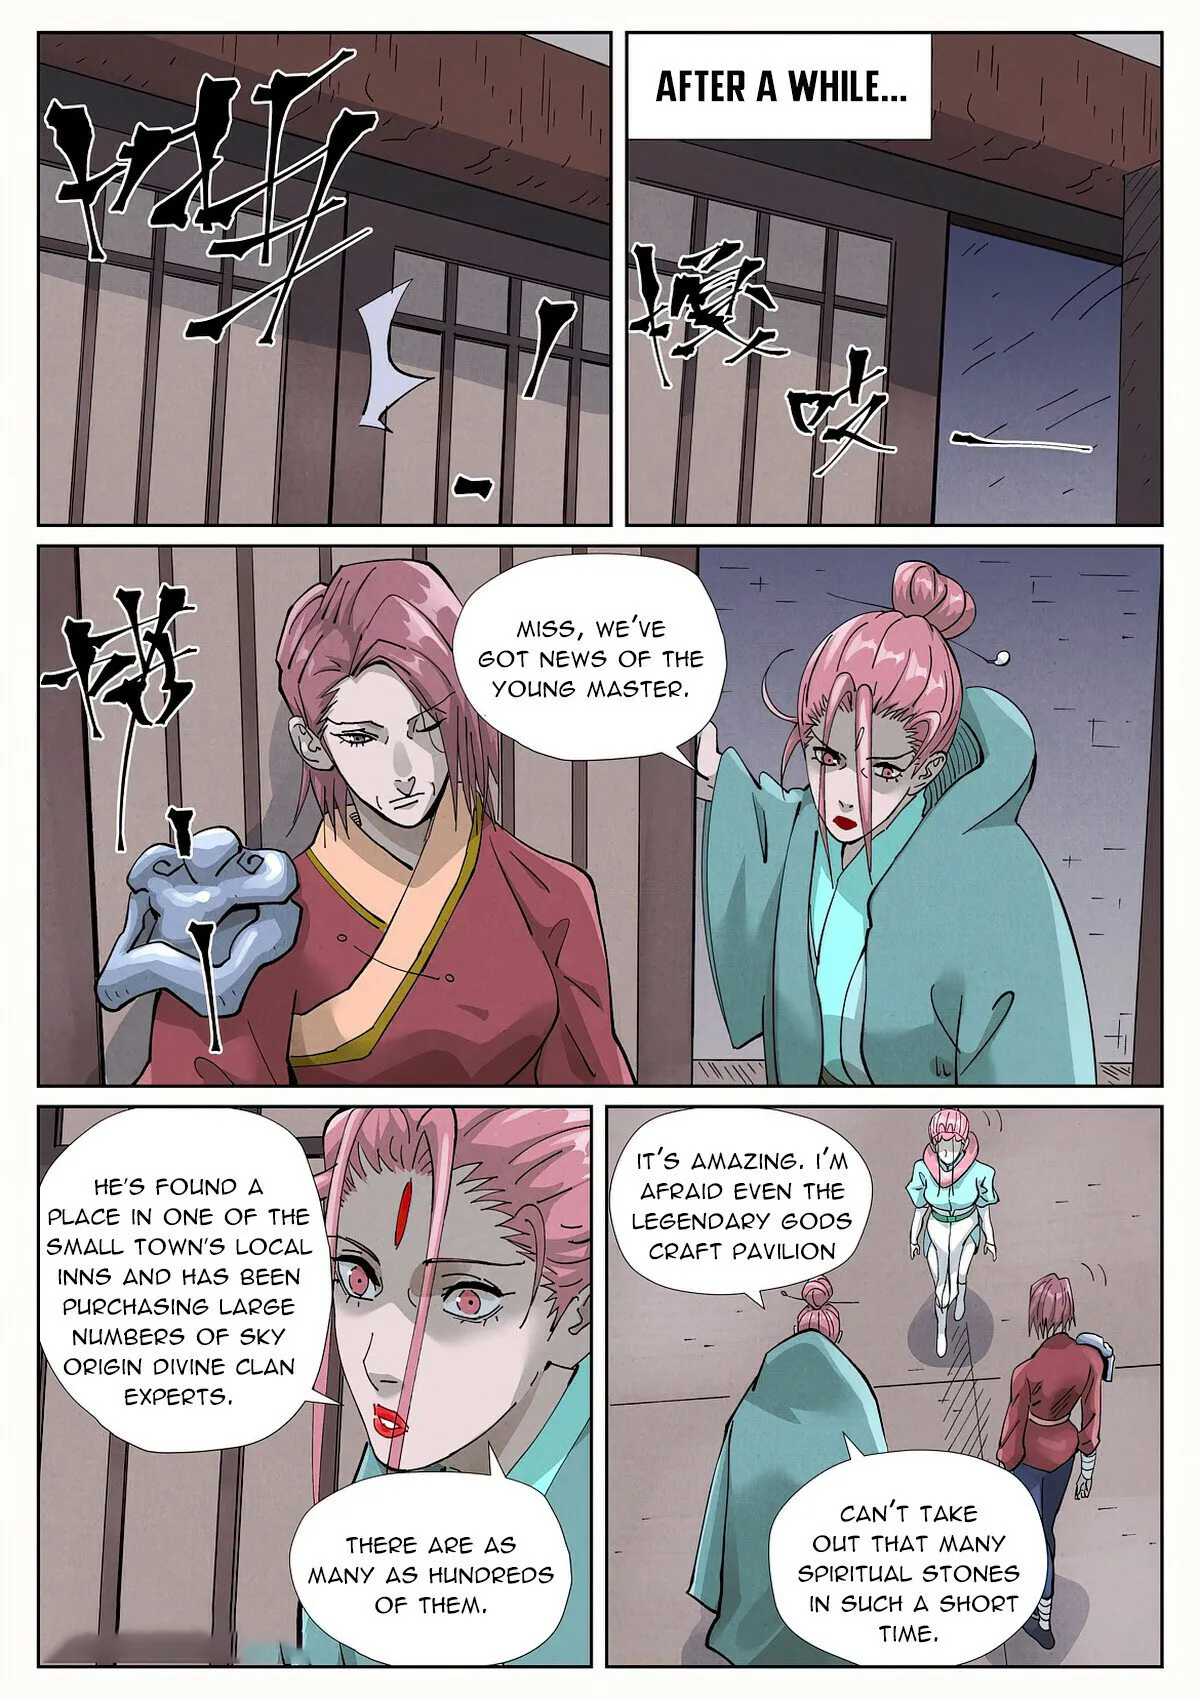 AFTER A WHILE...
嘎
吱
MISS, WE'VE
GOT NEWS OF THE
YOUNG MASTER.
HE'S FOUND A
PLACE IN ONE OF THE
SMALL TOWN'S LOCAL
INNS AND HAS BEEN
PURCHASING LARGE
NUMBERS OF SKY
ORIGIN DIVINE CLAN
EXPERTS.
THERE ARE AS
MANY AS HUNDREDS
OF THEM.
IT'S AMAZING. I'M
AFRAID EVEN THE
LEGENDARY GODS
CRAFT PAVILION
CAN'T TAKE
OUT THAT MANY
SPIRITUAL STONES
IN SUCH A SHORT
TIME.